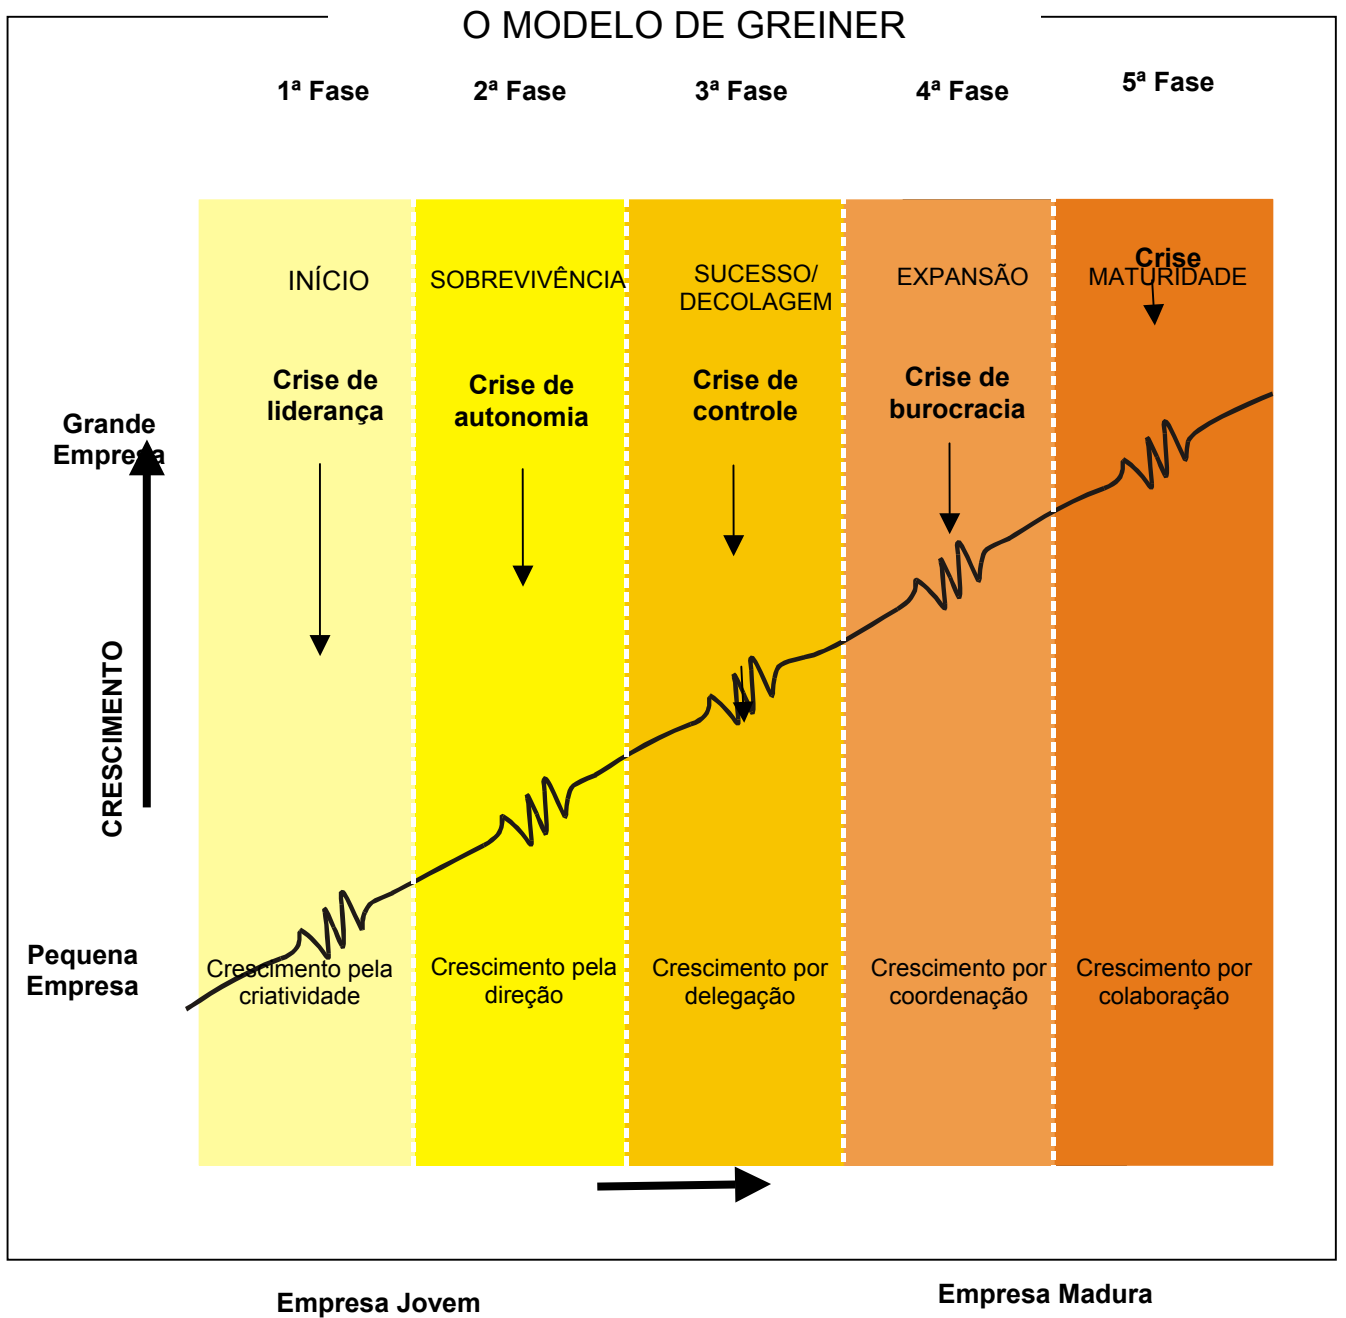 O MODELO DE GREINER
1ª Fase
2ª Fase
3ª Fase
4ª Fase
5ª Fase
INÍCIO
SOBREVIVÊNCIA
SUCESSO/
DECOLAGEM
EXPANSÃO
Crise
MATURIDADE
Crise de
liderança
Crise de
autonomia
Crise de
controle
Crise de
burocracia
Grande
Empresa
CRESCIMENTO
Pequena
Empresa
Crescimento pela
criatividade
Crescimento pela
direção
Crescimento por
delegação
Crescimento por
coordenação
Crescimento por
colaboração
Empresa Jovem
Empresa Madura